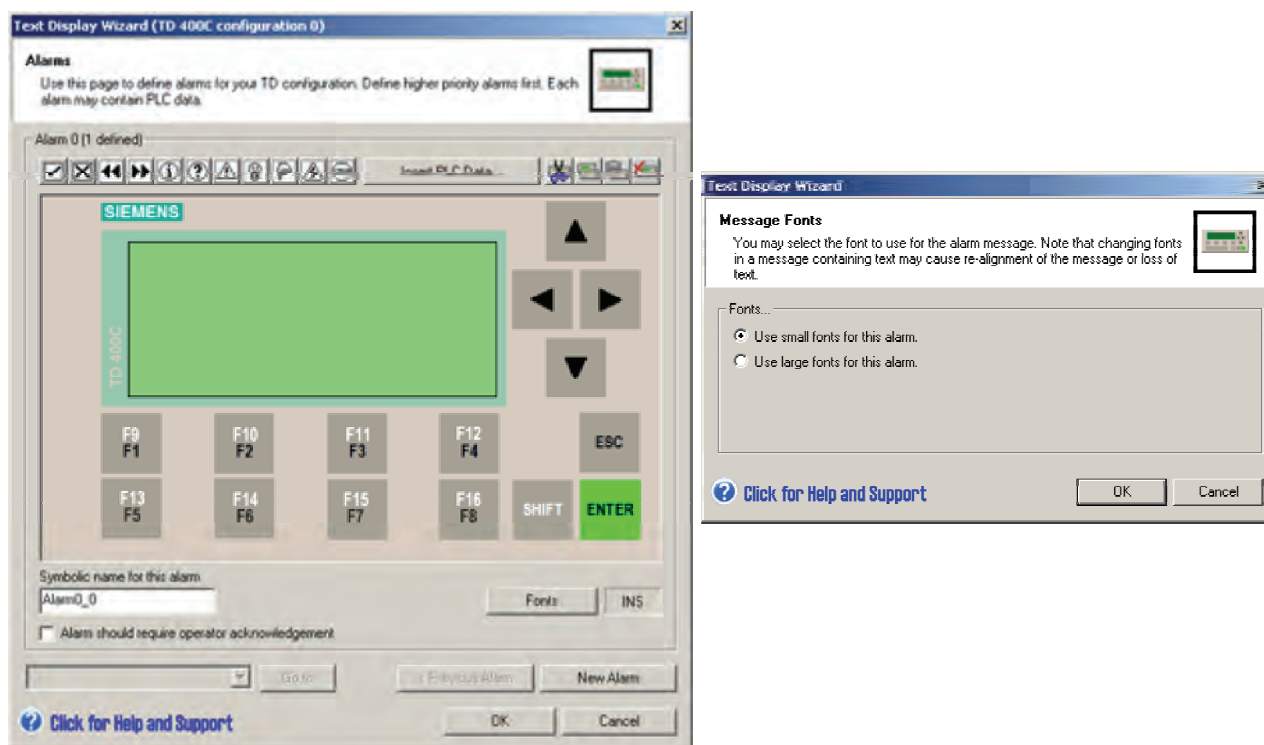 Text Display Wizard (TD 400C configuration 0)
Alarms
Use this page to define alarms for your TD configuration. Define higher priority alarms first. Each
alarm may contain PLC data.
Alarm 0 (1 defined)
Insert PLC Data...
SIEMENS
TD 400C
F9
F1
F10
F2
F11
F3
F12
F4
ESC
F13
F5
F14
F6
F15
F7
F16
F8
SHIFT
ENTER
Symbolic name for this alarm
Alarm0_0
Fonts
INS
Alarm should require operator acknowledgement
Go to
< Previous Alarm
New Alarm
Click for Help and Support
OK
Cancel
Text Display Wizard
Message Fonts
You may select the font to use for the alarm message. Note that changing fonts
in a message containing text may cause re-alignment of the message or loss of
text.
Fonts...
Use small fonts for this alarm.
Use large fonts for this alarm.
Click for Help and Support
OK
Cancel